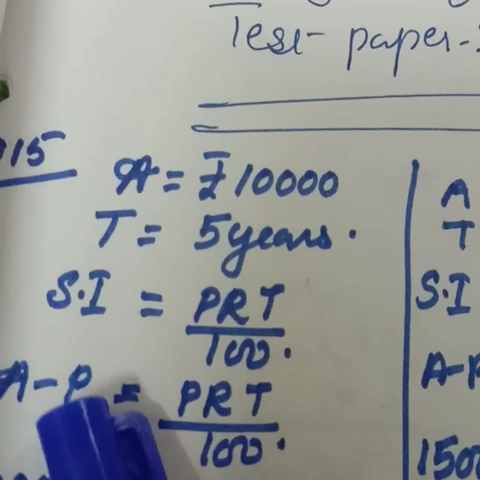 Test-paper-
15
A = ₹10000
T = 5 years.
S.I = PRT
100.
A-P = PRT
100.
A
T
S.I
A-P
150